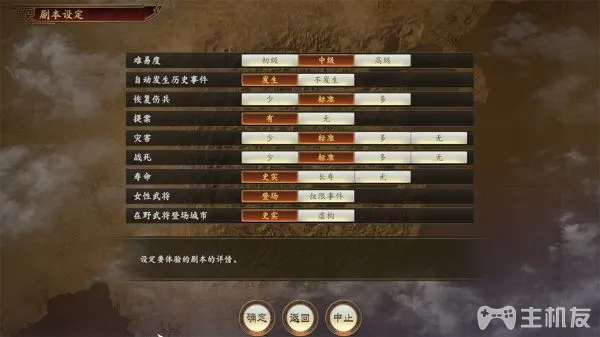 剧本设定
难易度 初级 中级 高级
自动发生历史事件 发生 不发生
恢复伤兵 少 标准 多
提案 有 无
灾害 少 标准 多 无
战死 少 标准 多 无
寿命 史实 长寿 无
女性武将 登场 仅限事件
在野武将登场城市 史实 虚构
设定要体验的剧本的详情。
确定 返回 中止
主机友